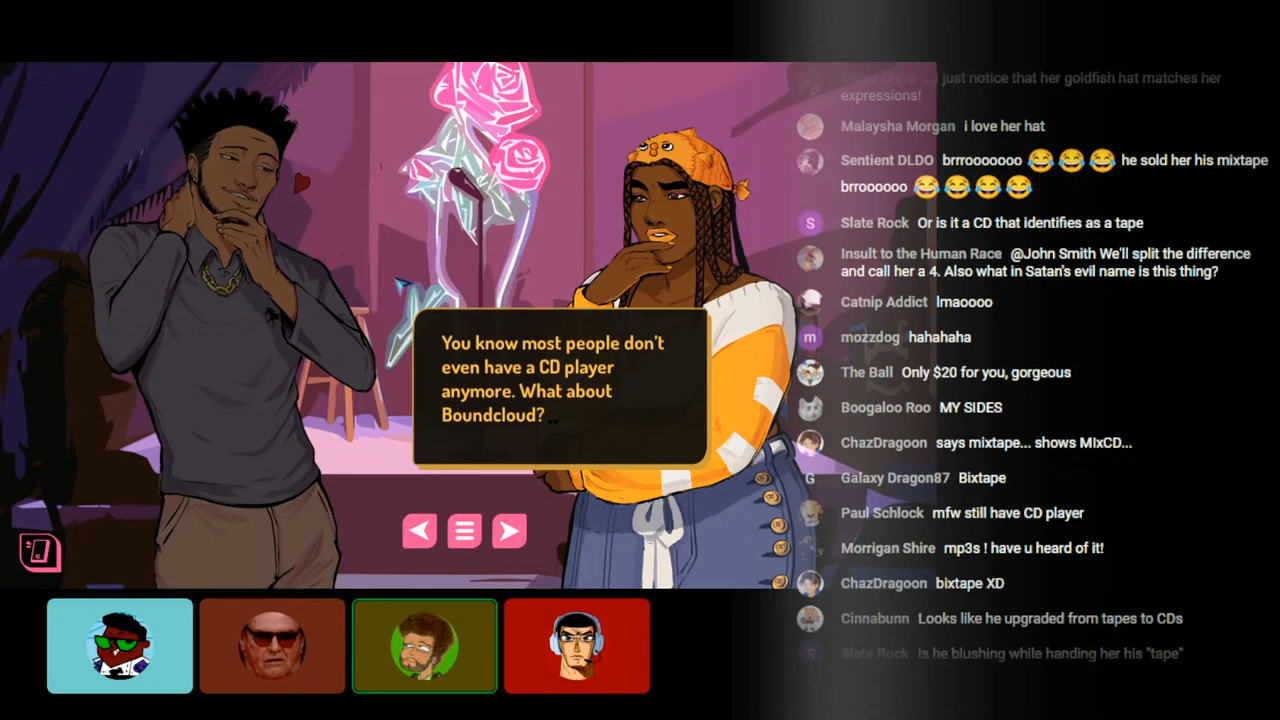 You know most people don't
even have a CD player
anymore. What about
Boundcloud?
I just notice that her goldfish hat matches her
expressions!
Malaysha Morgan i love her hat
Sentient DLDO brrrooooooo 😂😂😂 he sold her his mixtape
brroooooo 😂😂😂😂
S Slate Rock Or is it a CD that identifies as a tape
Insult to the Human Race @John Smith We'll split the difference
and call her a 4. Also what in Satan's evil name is this thing?
Catnip Addict lmaoooo
m mozzdog hahahaha
The Ball Only $20 for you, gorgeous
Boogaloo Roo MY SIDES
ChazDragoon says mixtape... shows MIxCD...
G Galaxy Dragon87 Bixtape
Paul Schlock mfw still have CD player
Morrigan Shire mp3s ! have u heard of it!
ChazDragoon bixtape XD
Cinnabunn Looks like he upgraded from tapes to CDs
S Slate Rock Is he blushing while handing her his "tape"